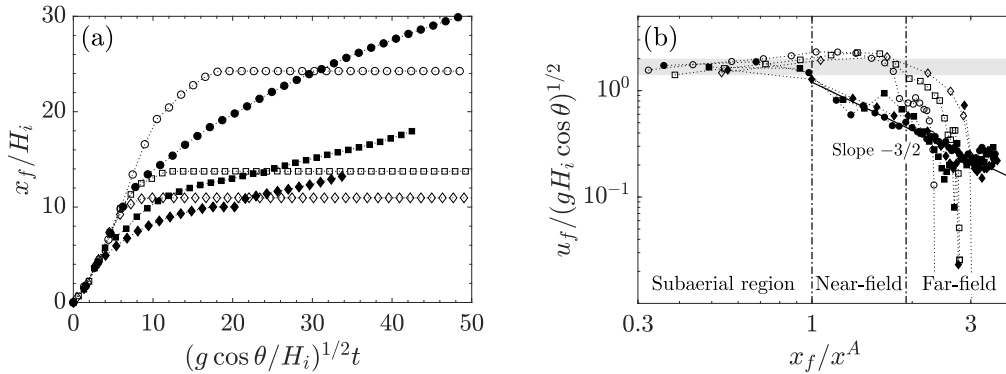 (a)
x_f/H_i
30
20
10
0
0 10 20 30 40 50
(g cos θ/H_i)^{1/2}t
(b)
u_f/(gH_i cos θ)^{1/2}
10^0
10^{-1}
Slope −3/2
Subaerial region
Near-field
Far-field
0.3 1 3
x_f/x^A